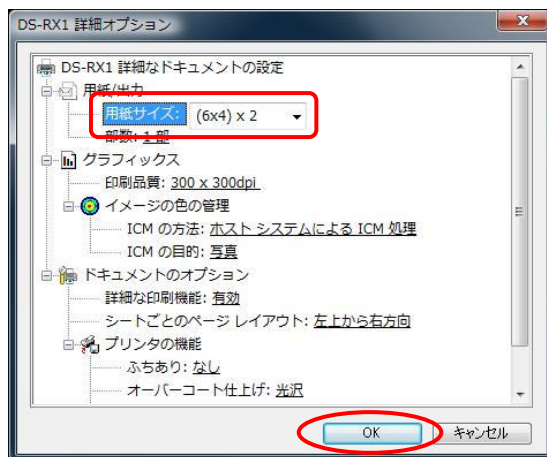 DS-RX1 詳細オプション
DS-RX1 詳細なドキュメントの設定
用紙/出力
用紙サイズ: (6x4) x 2
部数: 1 部
グラフィックス
印刷品質: 300 x 300dpi
イメージの色の管理
ICM の方法: ホスト システムによる ICM 処理
ICM の目的: 写真
ドキュメントのオプション
詳細な印刷機能: 有効
シートごとのページ レイアウト: 左上から右方向
プリンタの機能
ふちあり: なし
オーバーコート仕上げ: 光沢
OK キャンセル